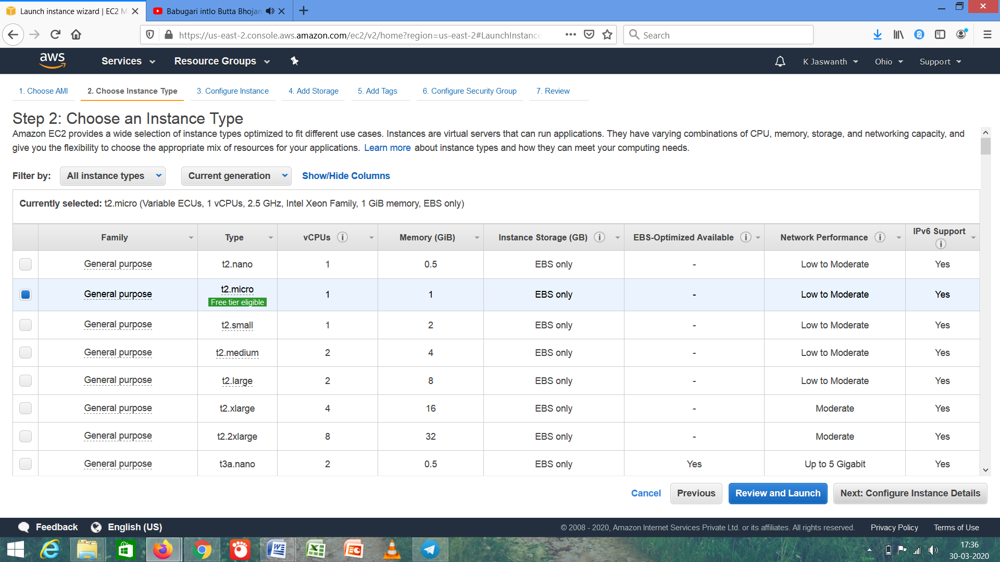 Launch instance wizard | EC2 M
Babugari intlo Butta Bhojan
https://us-east-2.console.aws.amazon.com/ec2/v2/home?region=us-east-2#LaunchInstance
Search
aws
Services
Resource Groups
K Jaswanth
Ohio
Support
1. Choose AMI
2. Choose Instance Type
3. Configure Instance
4. Add Storage
5. Add Tags
6. Configure Security Group
7. Review
Step 2: Choose an Instance Type
Amazon EC2 provides a wide selection of instance types optimized to fit different use cases. Instances are virtual servers that can run applications. They have varying combinations of CPU, memory, storage, and networking capacity, and
give you the flexibility to choose the appropriate mix of resources for your applications. Learn more about instance types and how they can meet your computing needs.
Filter by: All instance types Current generation Show/Hide Columns
Currently selected: t2.micro (Variable ECUs, 1 vCPUs, 2.5 GHz, Intel Xeon Family, 1 GiB memory, EBS only)
Family Type vCPUs Memory (GiB) Instance Storage (GB) EBS-Optimized Available Network Performance IPv6 Support
General purpose t2.nano 1 0.5 EBS only - Low to Moderate Yes
General purpose t2.micro Free tier eligible 1 1 EBS only - Low to Moderate Yes
General purpose t2.small 1 2 EBS only - Low to Moderate Yes
General purpose t2.medium 2 4 EBS only - Low to Moderate Yes
General purpose t2.large 2 8 EBS only - Low to Moderate Yes
General purpose t2.xlarge 4 16 EBS only - Moderate Yes
General purpose t2.2xlarge 8 32 EBS only - Moderate Yes
General purpose t3a.nano 2 0.5 EBS only Yes Up to 5 Gigabit Yes
Cancel Previous Review and Launch Next: Configure Instance Details
Feedback English (US)
© 2008 - 2020, Amazon Internet Services Private Ltd. or its affiliates. All rights reserved. Privacy Policy Terms of Use
17:36
30-03-2020